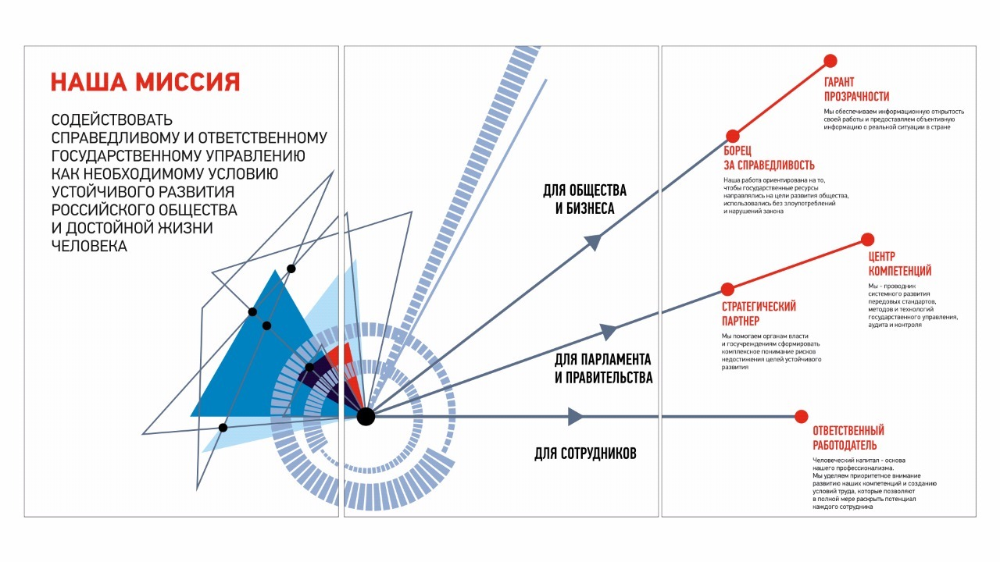 НАША МИССИЯ
СОДЕЙСТВОВАТЬ
СПРАВЕДЛИВОМУ И ОТВЕТСТВЕННОМУ
ГОСУДАРСТВЕННОМУ УПРАВЛЕНИЮ
КАК НЕОБХОДИМОМУ УСЛОВИЮ
УСТОЙЧИВОГО РАЗВИТИЯ
РОССИЙСКОГО ОБЩЕСТВА
И ДОСТОЙНОЙ ЖИЗНИ
ЧЕЛОВЕКА
ДЛЯ ОБЩЕСТВА
И БИЗНЕСА
ГАРАНТ
ПРОЗРАЧНОСТИ
Мы обеспечиваем информационную открытость
своей работы и предоставляем объективную
информацию о реальной ситуации в стране
БОРЕЦ
ЗА СПРАВЕДЛИВОСТЬ
Наша работа ориентирована на то,
чтобы государственные ресурсы
направлялись на цели развития общества,
использовались без злоупотреблений
и нарушений закона
ДЛЯ ПАРЛАМЕНТА
И ПРАВИТЕЛЬСТВА
ЦЕНТР
КОМПЕТЕНЦИЙ
Мы - проводник
системного развития
передовых стандартов,
методов и технологий
государственного управления,
аудита и контроля
СТРАТЕГИЧЕСКИЙ
ПАРТНЕР
Мы помогаем органам власти
и госучреждениям сформировать
комплексное понимание рисков
недостижения целей устойчивого
развития
ДЛЯ СОТРУДНИКОВ
ОТВЕТСТВЕННЫЙ
РАБОТОДАТЕЛЬ
Человеческий капитал - основа
нашего профессионализма.
Мы уделяем приоритетное внимание
развитию наших компетенций и созданию
условий труда, которые позволяют
в полной мере раскрыть потенциал
каждого сотрудника